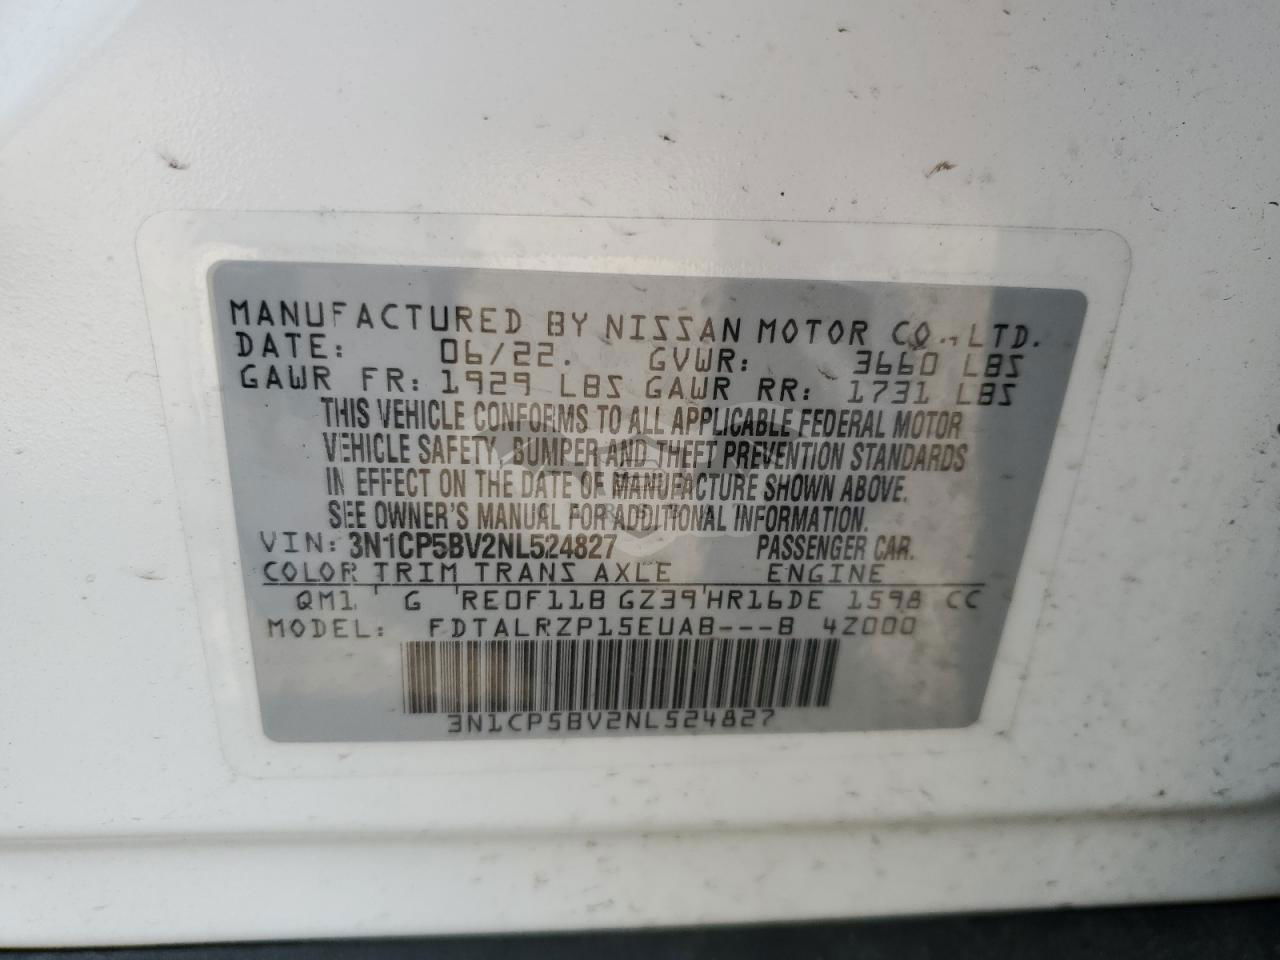 MANUFACTURED BY NISSAN MOTOR CO., LTD.
DATE: 06/22. GVWR: 3660 LBS
GAWR FR: 1929 LBS GAWR RR: 1731 LBS
THIS VEHICLE CONFORMS TO ALL APPLICABLE FEDERAL MOTOR
VEHICLE SAFETY, BUMPER AND THEFT PREVENTION STANDARDS
IN EFFECT ON THE DATE OF MANUFACTURE SHOWN ABOVE.
SEE OWNER'S MANUAL FOR ADDITIONAL INFORMATION.
VIN: 3N1CP5BV2NL524827 PASSENGER CAR.
COLOR TRIM TRANS AXLE ENGINE
QM1 G RE0F11B GZ39 HR16DE 1598 CC
MODEL: FDTALRZP15EUAB---B 4Z000
3N1CP5BV2NL524827